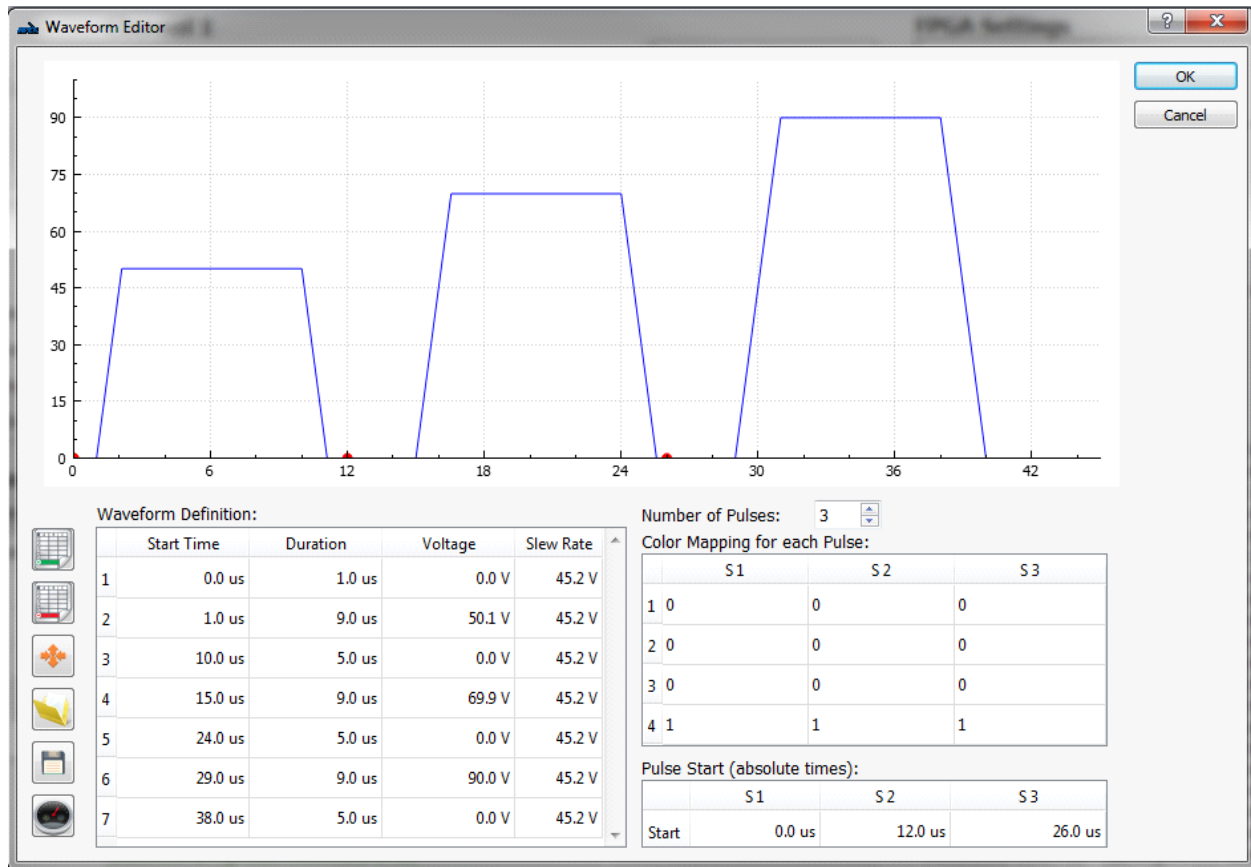 Waveform Editor
FPGA Settings
OK
Cancel
90
75
60
45
30
15
0
0 6 12 18 24 30 36 42
Waveform Definition:
Start Time Duration Voltage Slew Rate
1 0.0 us 1.0 us 0.0 V 45.2 V
2 1.0 us 9.0 us 50.1 V 45.2 V
3 10.0 us 5.0 us 0.0 V 45.2 V
4 15.0 us 9.0 us 69.9 V 45.2 V
5 24.0 us 5.0 us 0.0 V 45.2 V
6 29.0 us 9.0 us 90.0 V 45.2 V
7 38.0 us 5.0 us 0.0 V 45.2 V
Number of Pulses: 3
Color Mapping for each Pulse:
S 1 S 2 S 3
1 0 0 0
2 0 0 0
3 0 0 0
4 1 1 1
Pulse Start (absolute times):
S 1 S 2 S 3
Start 0.0 us 12.0 us 26.0 us